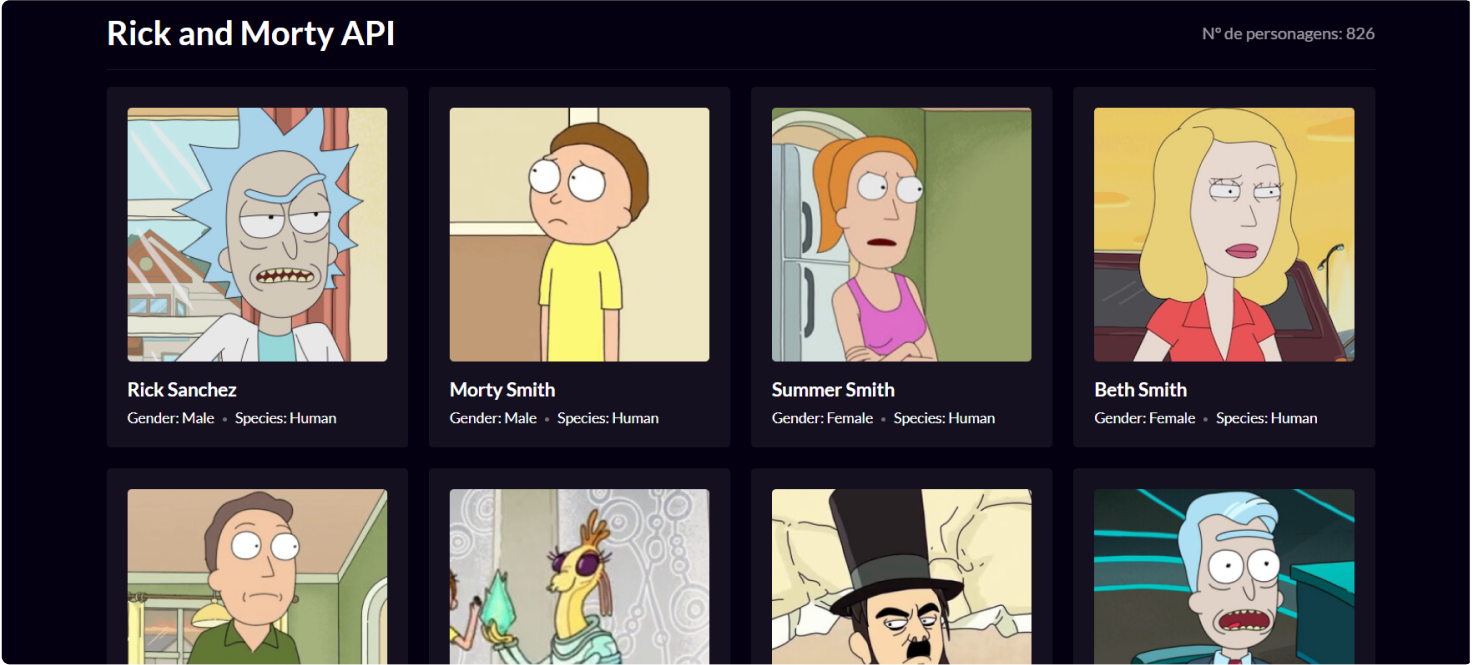 Rick and Morty API
Nº de personagens: 826
Rick Sanchez
Gender: Male • Species: Human
Morty Smith
Gender: Male • Species: Human
Summer Smith
Gender: Female • Species: Human
Beth Smith
Gender: Female • Species: Human